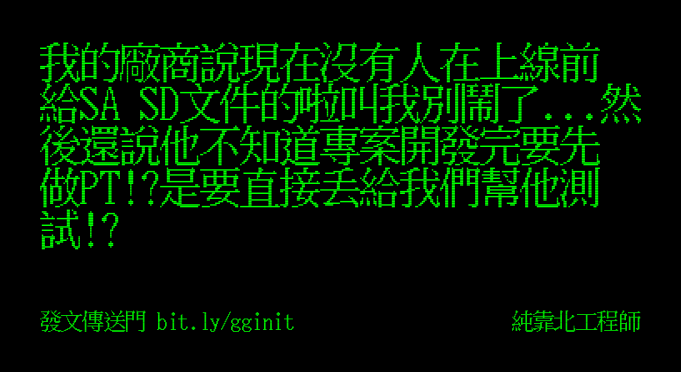 我的廠商說現在沒有人在上線前
給SA SD文件的啦叫我別鬧了...然
後還說他不知道專案開發完要先
做PT!?是要直接丟給我們幫他測
試!?
發文傳送門 bit.ly/gginit
純靠北工程師